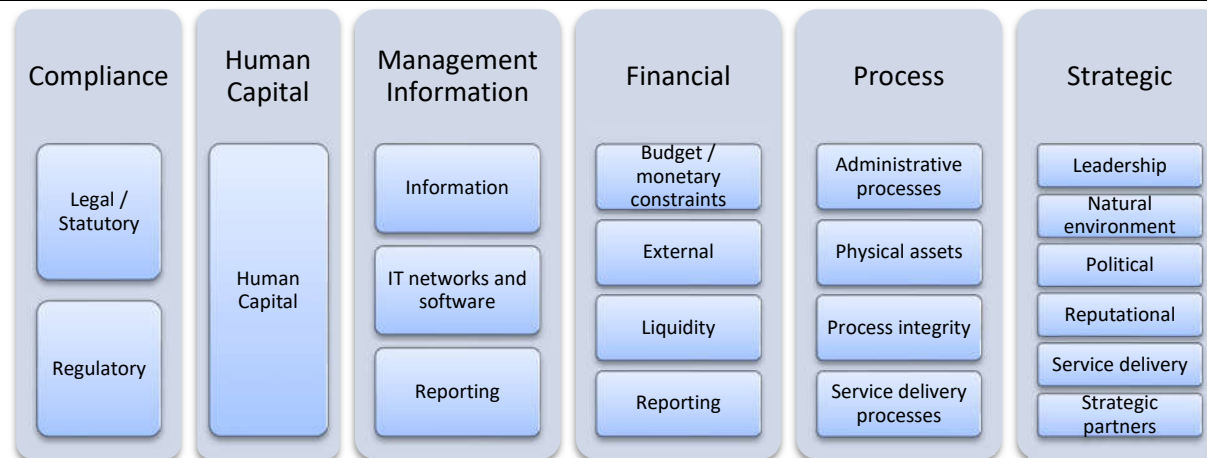 Compliance
Legal /
Statutory
Regulatory
Human
Capital
Human
Capital
Management
Information
Information
IT networks and
software
Reporting
Financial
Budget /
monetary
constraints
External
Liquidity
Reporting
Process
Administrative
processes
Physical assets
Process integrity
Service delivery
processes
Strategic
Leadership
Natural
environment
Political
Reputational
Service delivery
Strategic
partners